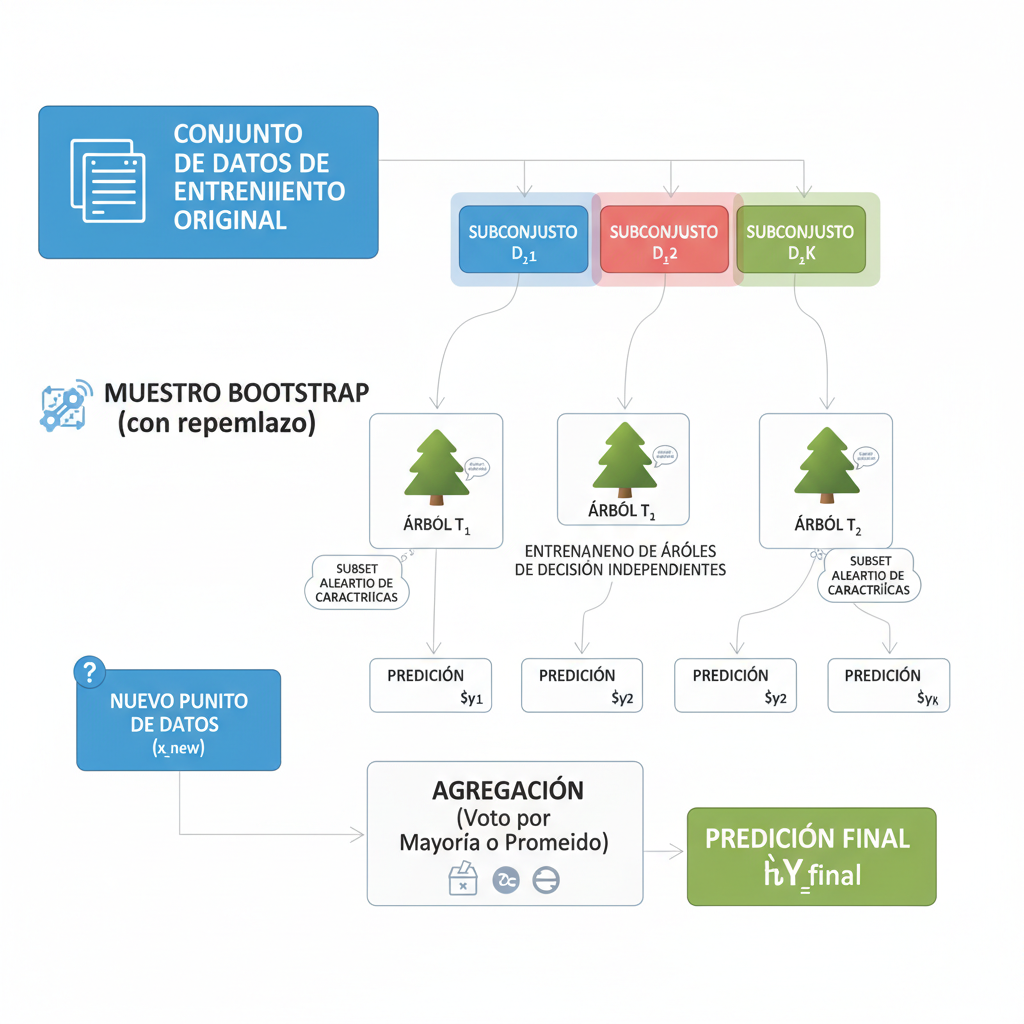 CONJUNTO
DE DATOS DE
ENTRENIIENTO
ORIGINAL
SUBCONJUSTO
D₂1
SUBCONJUSTO
D₁2
SUBCONJUSTO
D₂K
MUESTRO BOOTSTRAP
(con repemlazo)
ÁRBÓL T₁
ÁRBÓL T₂
ÁRBÓL T₂
SUBSET
ALEARTIO DE
CARACTRIÍCAS
ENTRENANENO DE ÁRÓLES
DE DECISIÓN INDEPENDIENTES
SUBSET
ALEARTIO DE
CARACTRIÍCAS
PREDICIÓN
$y1
PREDICIÓN
$y2
PREDICIÓN
$y2
PREDICIÓN
$yₖ
?
NUEVO PUNITO
DE DATOS
(x_new)
AGREGACIÓN
(Voto por
Mayoría o Promeido)
PREDICIÓN FINAL
ḣY_final